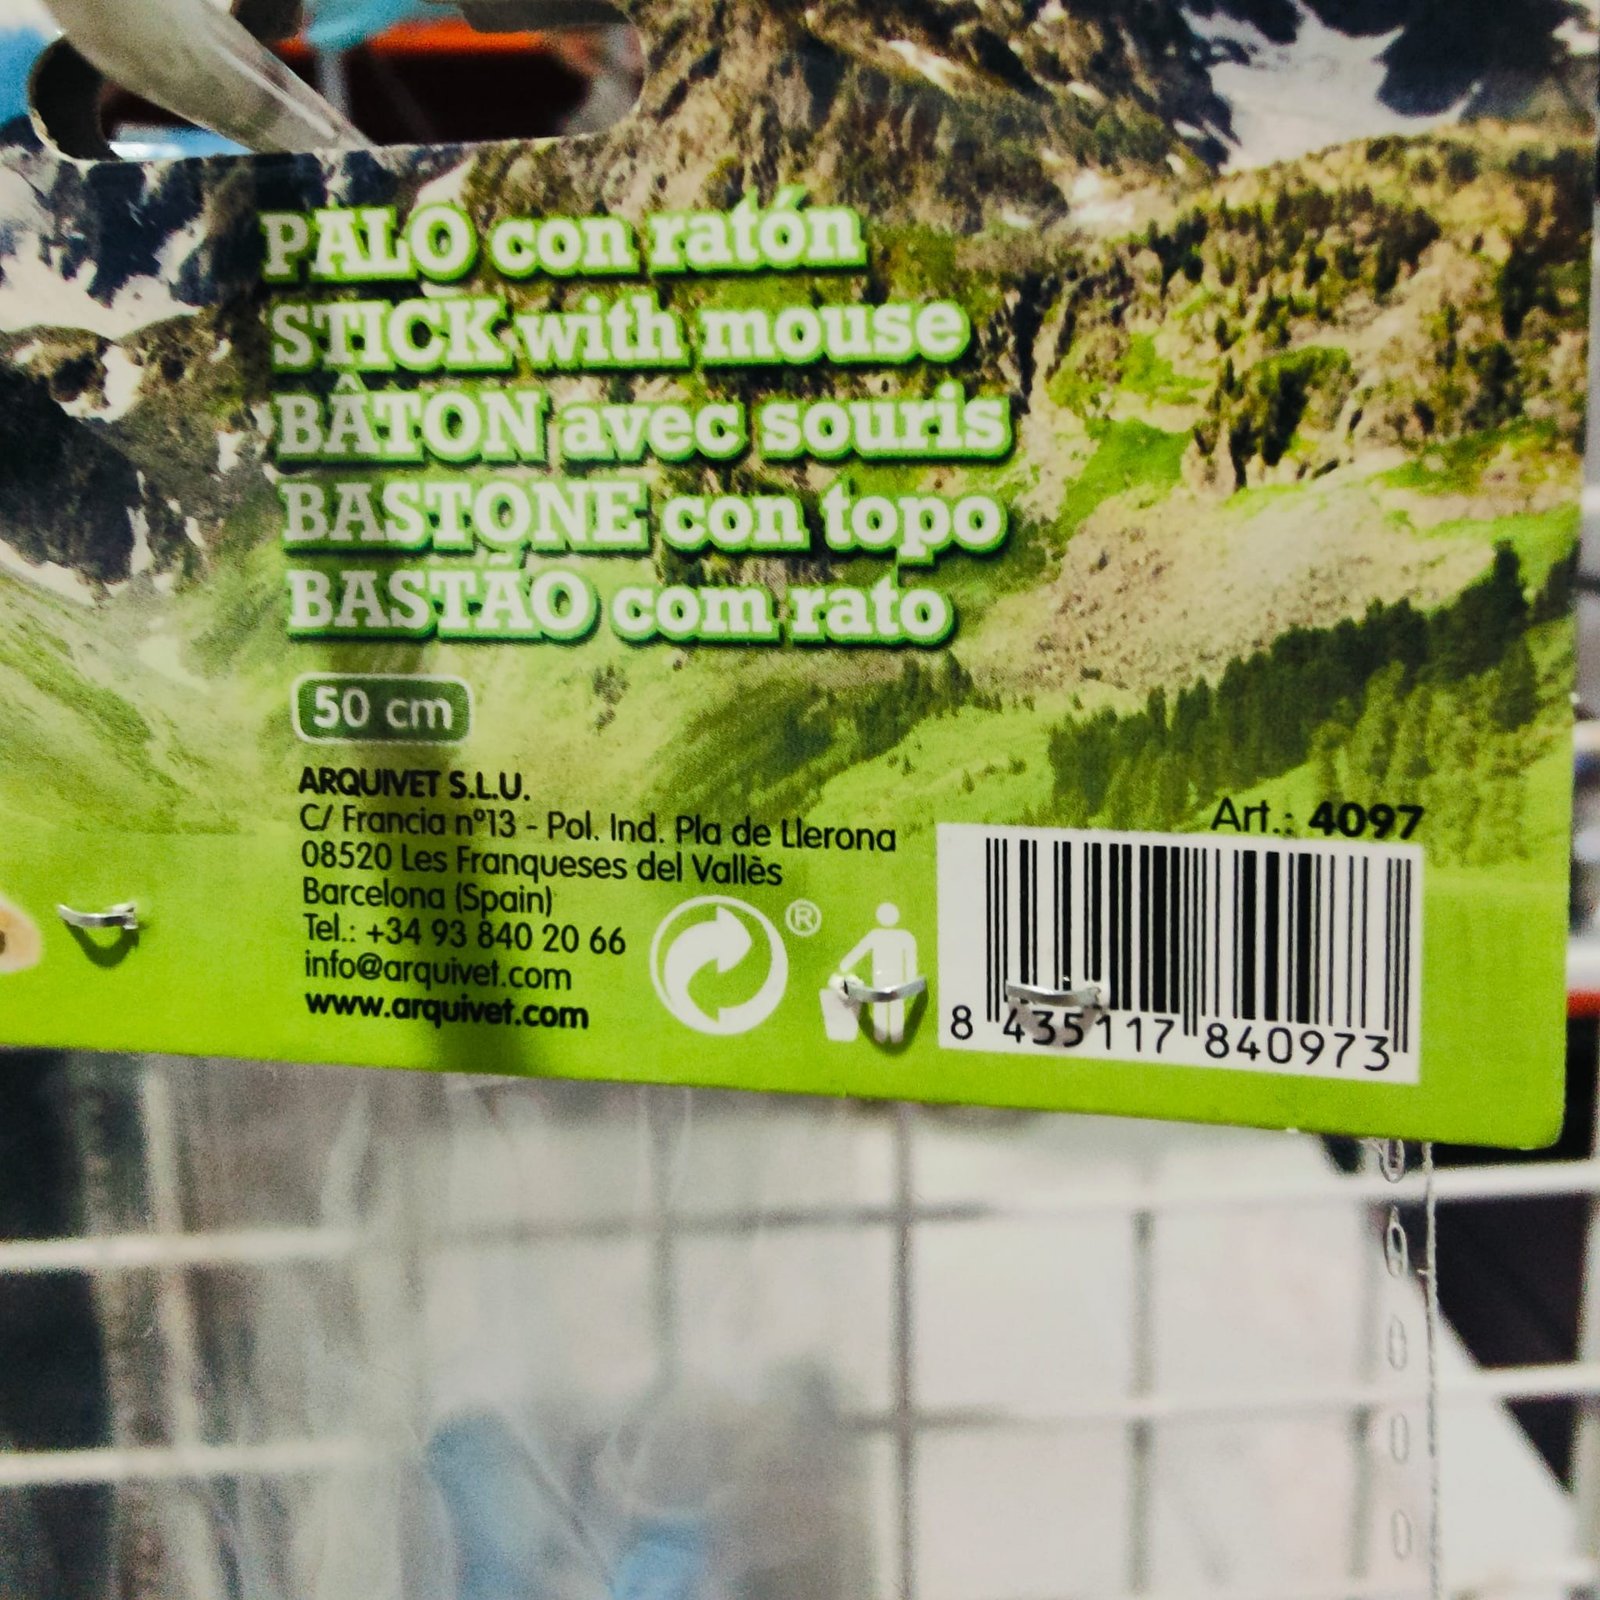 PALO con ratón
STICK with mouse
BÂTON avec souris
BASTONE con topo
BASTÃO com rato
50 cm
ARQUIVET S.L.U.
C/ Francia nº13 - Pol. Ind. Pla de Llerona
08520 Les Franqueses del Vallès
Barcelona (Spain)
Tel.: +34 93 840 20 66
info@arquivet.com
www.arquivet.com
®
Art.: 4097
8 435117 840973